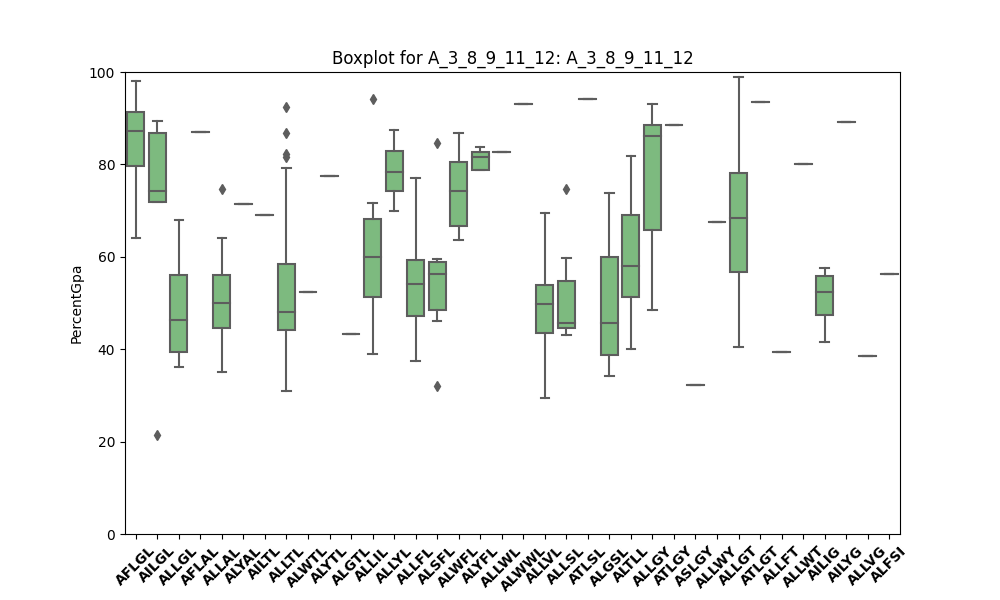 Boxplot for A_3_8_9_11_12: A_3_8_9_11_12
100
80
60
40
20
0
PercentGpa
AFLGL
AILGL
ALLGL
AFLAL
ALLAL
ALYAL
AILTL
ALLTL
ALWTL
ALYTL
ALGTL
ALLIL
ALLYL
ALLFL
ALSFL
ALWFL
ALYFL
ALLWL
ALWWL
ALLVL
ALLSL
ATLSL
ALGSL
ALTLL
ALLGY
ATLGY
ASLGY
ALLWY
ALLGT
ATLGT
ALLFT
ALLWT
AILIG
AILYG
ALLVG
ALFSI